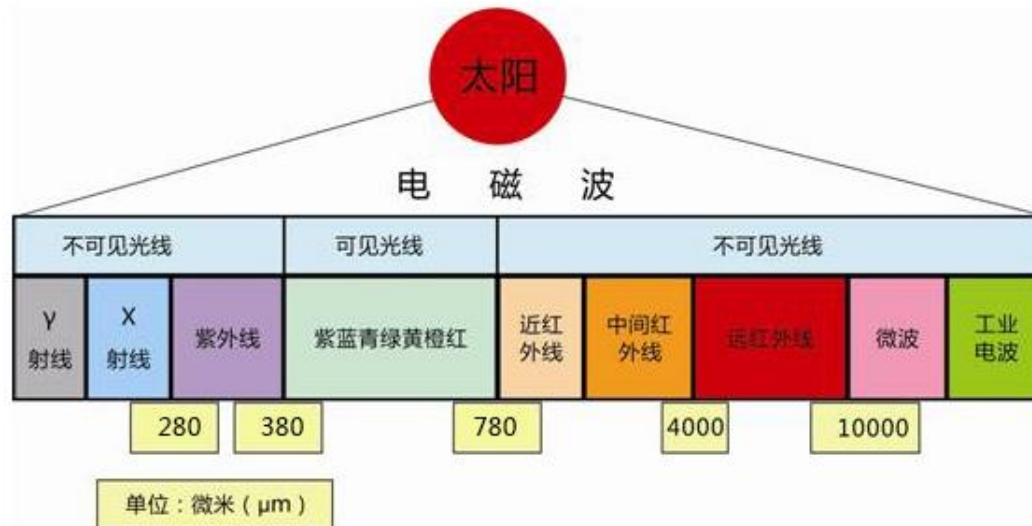 太阳
电 磁 波
不可见光线 可见光线 不可见光线
γ 射线
X 射线
紫外线
紫蓝青绿黄橙红
近红
外线
中间红
外线
远红外线
微波
工业
电波
280 380 780 4000 10000
单位：微米（μm）